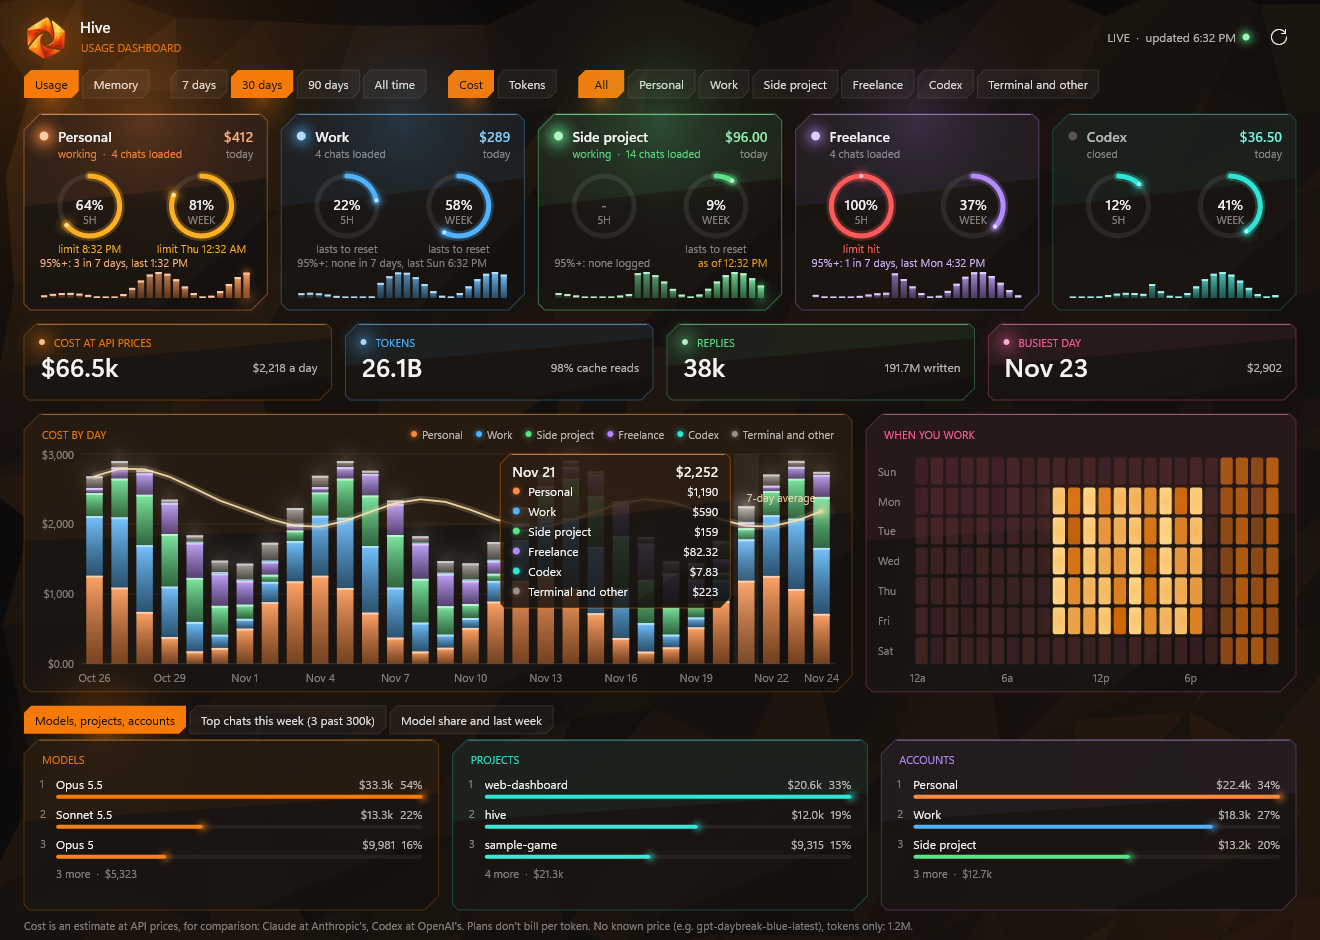 Hive
USAGE DASHBOARD
LIVE · updated 6:32 PM
Usage Memory 7 days 30 days 90 days All time Cost Tokens All Personal Work Side project Freelance Codex Terminal and other
Personal $412
working · 4 chats loaded today
64% 5H 81% WEEK
limit 8:32 PM limit Thu 12:32 AM
95%+: 3 in 7 days, last 1:32 PM
Work $289
4 chats loaded today
22% 5H 58% WEEK
lasts to reset lasts to reset
95%+: none in 7 days, last Sun 6:32 PM
Side project $96.00
working · 14 chats loaded today
- 5H 9% WEEK
lasts to reset
95%+: none logged as of 12:32 PM
Freelance
4 chats loaded
100% 5H 37% WEEK
limit hit
95%+: 1 in 7 days, last Mon 4:32 PM
Codex $36.50
closed today
12% 5H 41% WEEK
COST AT API PRICES
$66.5k $2,218 a day
TOKENS
26.1B 98% cache reads
REPLIES
38k 191.7M written
BUSIEST DAY
Nov 23 $2,902
COST BY DAY Personal Work Side project Freelance Codex Terminal and other
$3,000
$2,000
$1,000
$0.00
7-day average
Nov 21 $2,252
Personal $1,190
Work $590
Side project $159
Freelance $82.32
Codex $7.83
Terminal and other $223
Oct 26 Oct 29 Nov 1 Nov 4 Nov 7 Nov 10 Nov 13 Nov 16 Nov 19 Nov 22 Nov 24
WHEN YOU WORK
Sun
Mon
Tue
Wed
Thu
Fri
Sat
12a 6a 12p 6p
Models, projects, accounts Top chats this week (3 past 300k) Model share and last week
MODELS
1 Opus 5.5 $33.3k 54%
2 Sonnet 5.5 $13.3k 22%
3 Opus 5 $9,981 16%
3 more · $5,323
PROJECTS
1 web-dashboard $20.6k 33%
2 hive $12.0k 19%
3 sample-game $9,315 15%
4 more · $21.3k
ACCOUNTS
1 Personal $22.4k 34%
2 Work $18.3k 27%
3 Side project $13.2k 20%
3 more · $12.7k
Cost is an estimate at API prices, for comparison: Claude at Anthropic's, Codex at OpenAI's. Plans don't bill per token. No known price (e.g. gpt-daybreak-blue-latest), tokens only: 1.2M.